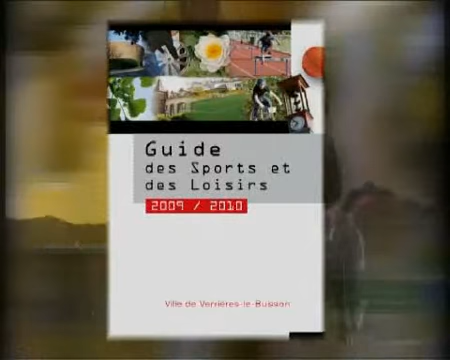 Guide
des Sports et
des Loisirs
2009 / 2010
Ville de Verrières-le-Buisson